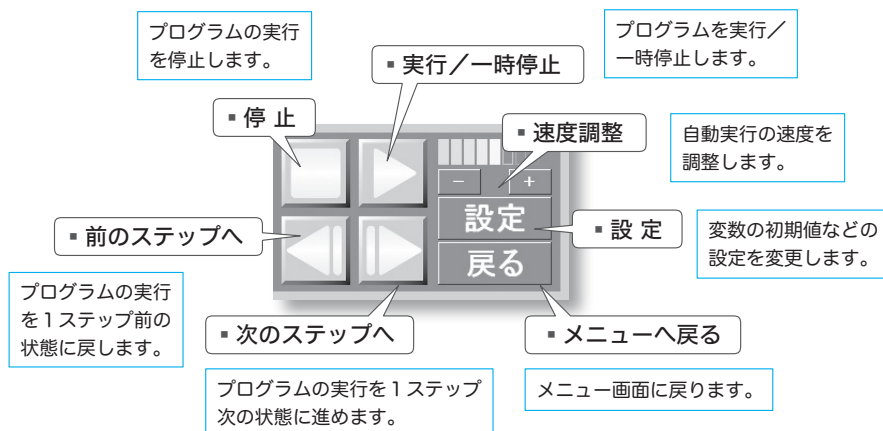 プログラムの実行
を停止します。
▪実行／一時停止
プログラムを実行／
一時停止します。
▪停 止
▪速度調整
自動実行の速度を
調整します。
－
＋
設定
戻る
▪前のステップへ
▪設 定
変数の初期値などの
設定を変更します。
プログラムの実行
を１ステップ前の
状態に戻します。
▪次のステップへ
▪メニューへ戻る
プログラムの実行を１ステップ
次の状態に進めます。
メニュー画面に戻ります。